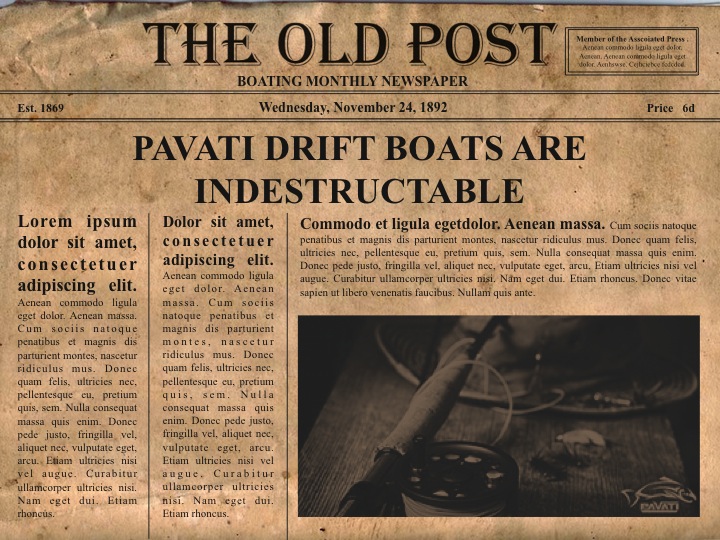 THE OLD POST
BOATING MONTHLY NEWSPAPER
Member of the Asscoiated Press .
Aenean commodo ligula eget dolor.
Aenean. Aenean commodo ligula eget
dolor. Aenhswse. Cejhciebce fcdcdcd.
Est. 1869
Wednesday, November 24, 1892
Price 6d
PAVATI DRIFT BOATS ARE
INDESTRUCTABLE
Lorem ipsum
dolor sit amet,
consectetuer
adipiscing elit.
Aenean commodo ligula
eget dolor. Aenean massa.
Cum sociis natoque
penatibus et magnis dis
parturient montes, nascetur
ridiculus mus. Donec
quam felis, ultricies nec,
pellentesque eu, pretium
quis, sem. Nulla consequat
massa quis enim. Donec
pede justo, fringilla vel,
aliquet nec, vulputate eget,
arcu. Etiam ultricies nisi
vel augue. Curabitur
ullamcorper ultricies nisi.
Nam eget dui. Etiam
rhoncus.
Dolor sit amet,
consectetuer
adipiscing elit.
Aenean commodo ligula
eget dolor. Aenean
massa. Cum sociis
natoque penatibus et
magnis dis parturient
montes, nascetur
ridiculus mus. Donec
quam felis, ultricies nec,
pellentesque eu, pretium
quis, sem. Nulla
consequat massa quis
enim. Donec pede justo,
fringilla vel, aliquet nec,
vulputate eget, arcu.
Etiam ultricies nisi vel
augue, Curabitur
ullamcorper ultricies
nisi. Nam eget dui.
Etiam rhoncus.
Commodo et ligula egetdolor. Aenean massa. Cum sociis natoque
penatibus et magnis dis parturient montes, nascetur ridiculus mus. Donec quam felis,
ultricies nec, pellentesque eu, pretium quis, sem. Nulla consequat massa quis enim.
Donec pede justo, fringilla vel, aliquet nec, vulputate eget, arcu. Etiam ultricies nisi vel
augue. Curabitur ullamcorper ultricies nisi. Nam eget dui. Etiam rhoncus. Donec vitae
sapien ut libero venenatis faucibus. Nullam quis ante.
PAVATI